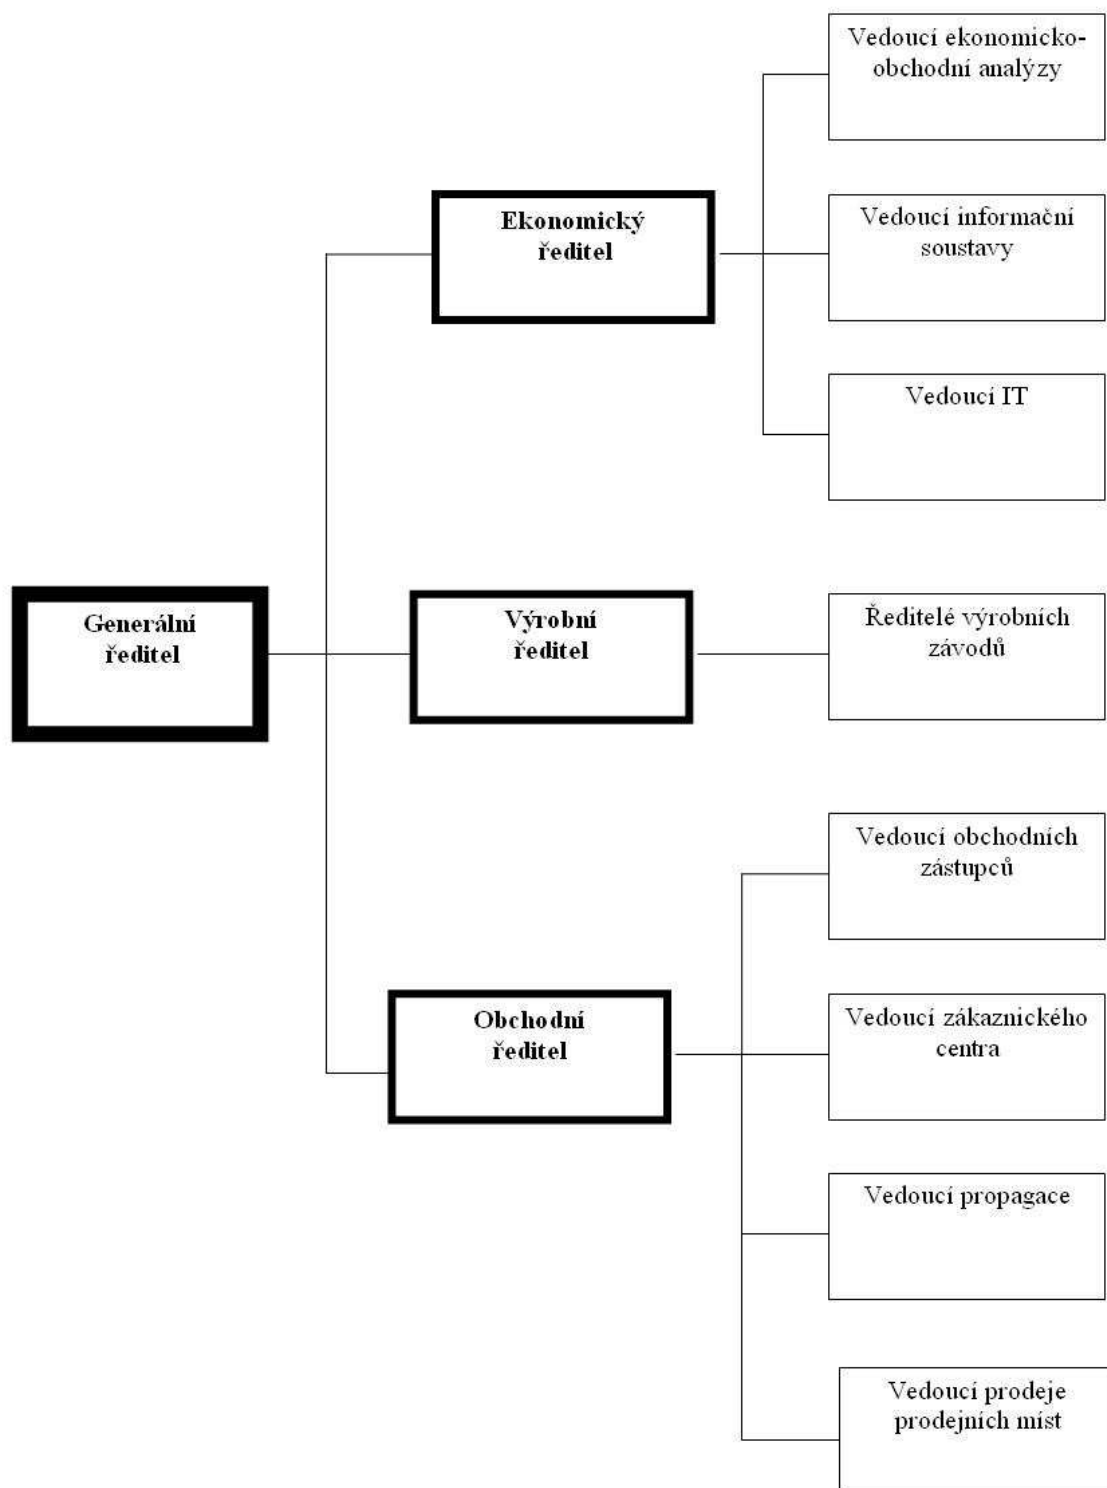 Vedoucí ekonomicko-
obchodní analýzy
Ekonomický
ředitel
Vedoucí informační
soustavy
Vedoucí IT
Generální
ředitel
Výrobní
ředitel
Ředitelé výrobních
závodů
Vedoucí obchodních
zástupců
Obchodní
ředitel
Vedoucí zákaznického
centra
Vedoucí propagace
Vedoucí prodeje
prodejních míst